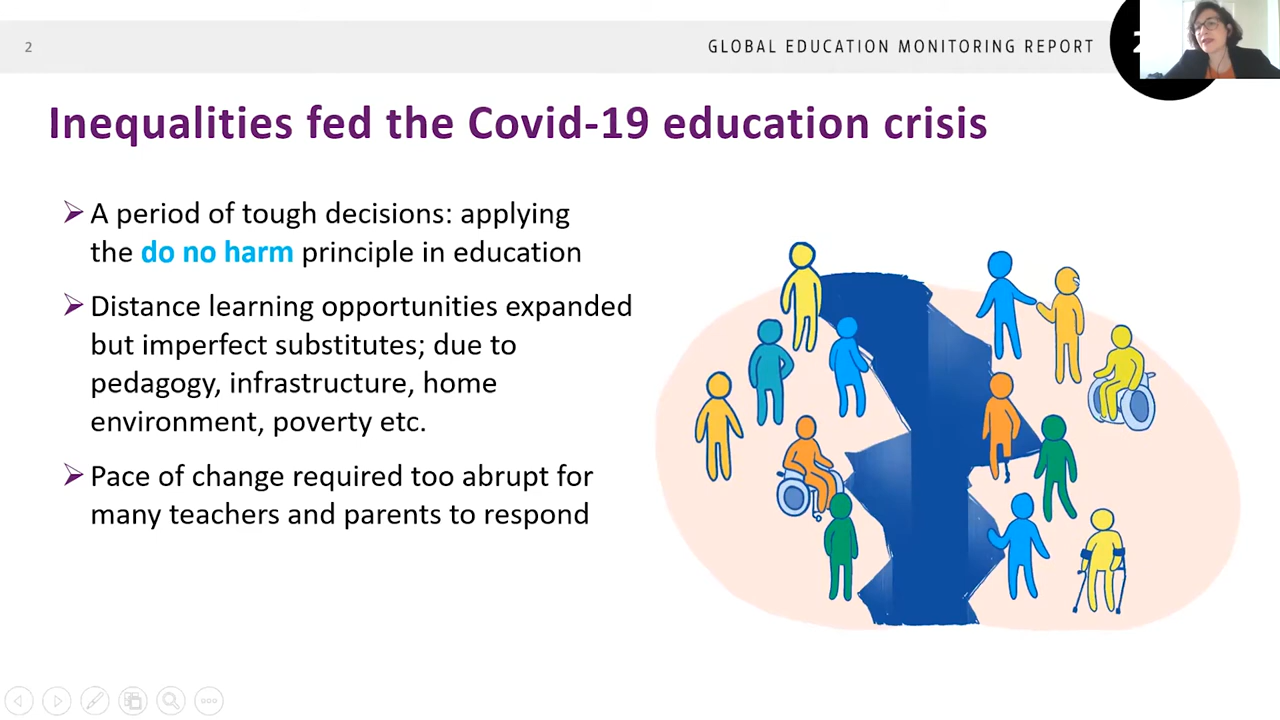 2
GLOBAL EDUCATION MONITORING REPORT
2
Inequalities fed the Covid-19 education crisis
A period of tough decisions: applying
the do no harm principle in education
Distance learning opportunities expanded
but imperfect substitutes; due to
pedagogy, infrastructure, home
environment, poverty etc.
Pace of change required too abrupt for
many teachers and parents to respond